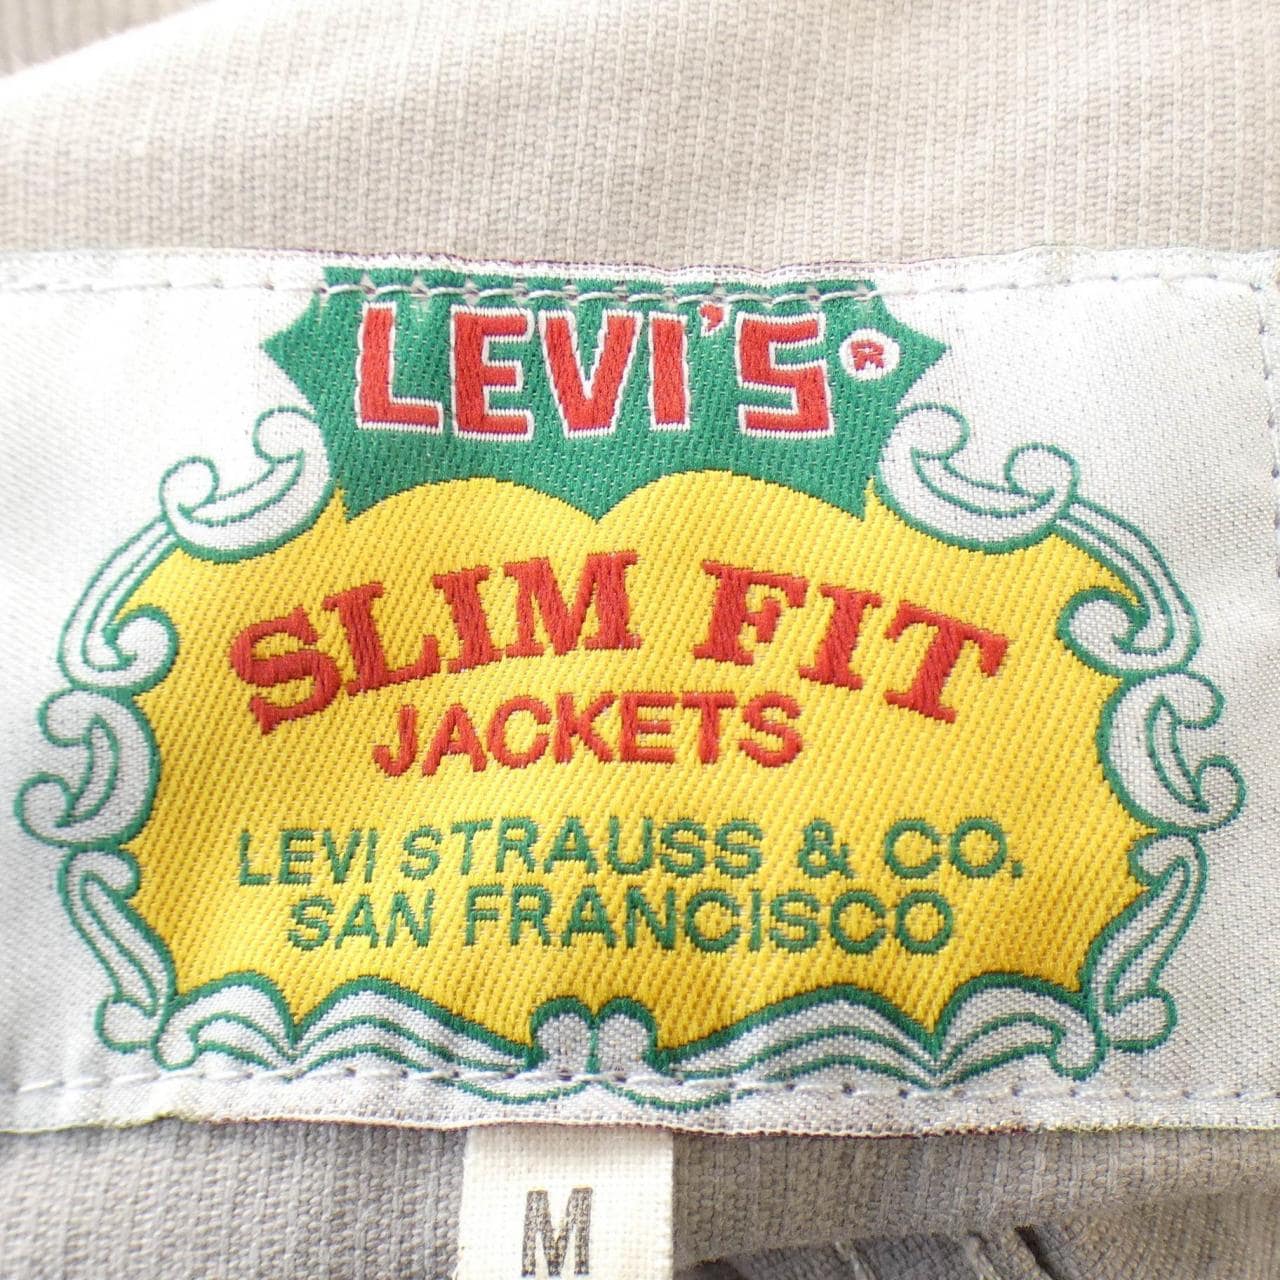 LEVI'S®
SLIM FIT
JACKETS
LEVI STRAUSS & CO.
SAN FRANCISCO
M